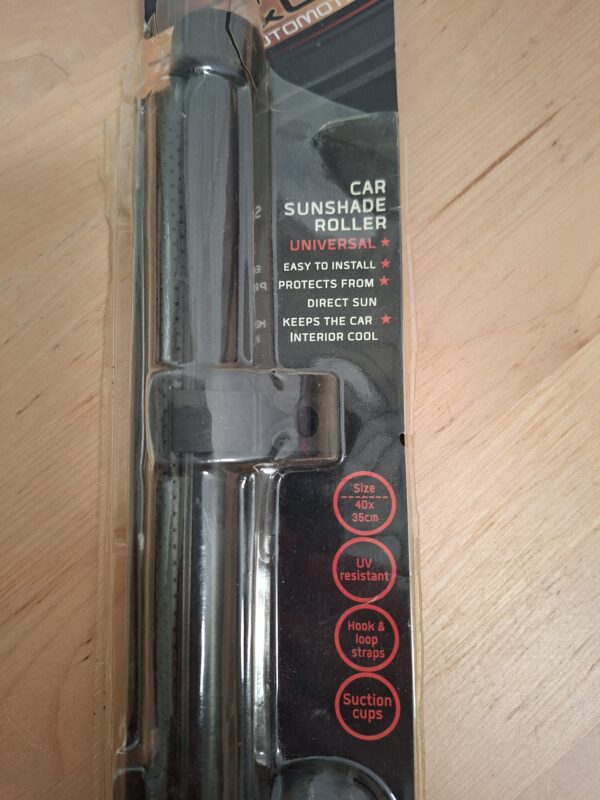 CAR
SUNSHADE
ROLLER
UNIVERSAL ★
EASY TO INSTALL ★
PROTECTS FROM ★
DIRECT SUN
KEEPS THE CAR ★
INTERIOR COOL
Size
40x
35cm
UV
resistant
Hook &
loop
straps
Suction
cups